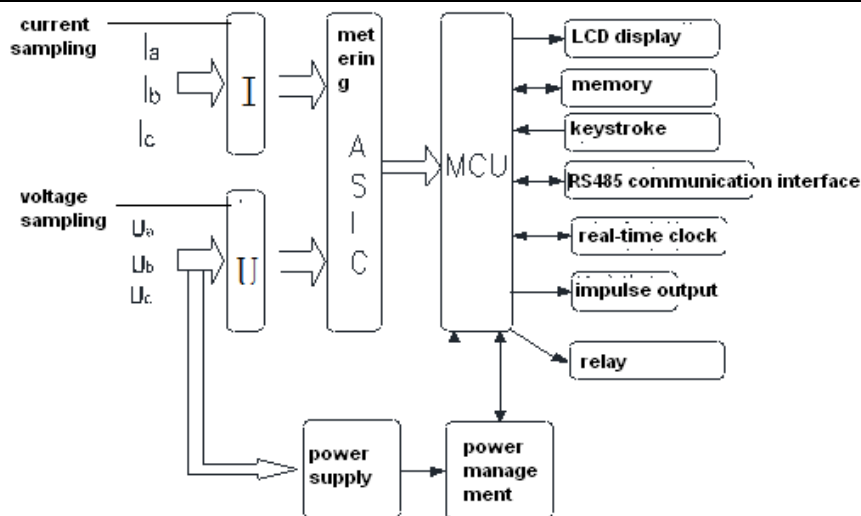 current
sampling
Ia
Ib
Ic
I
met
erin
g
A
S
I
C
MCU
LCD display
memory
keystroke
RS485 communication interface
real-time clock
impulse output
relay
voltage
sampling
Ua
Ub
Uc
U
power
supply
power
manage
ment